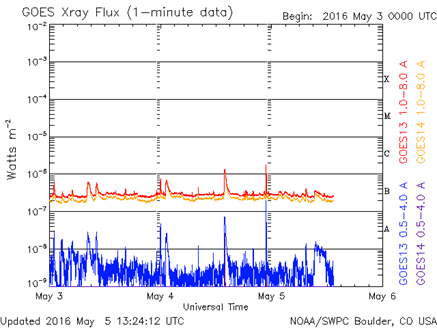 GOES Xray Flux (1-minute data)
Begin: 2016 May 3 0000 UTC
10⁻²
10⁻³
10⁻⁴
10⁻⁵
10⁻⁶
10⁻⁷
10⁻⁸
10⁻⁹
Watts m⁻²
X
M
C
B
A
GOES13 1.0-8.0 A
GOES14 1.0-8.0 A
GOES13 0.5-4.0 A
GOES14 0.5-4.0 A
May 3
May 4
May 5
May 6
Universal Time
Updated 2016 May 5 13:24:12 UTC
NOAA/SWPC Boulder, CO USA